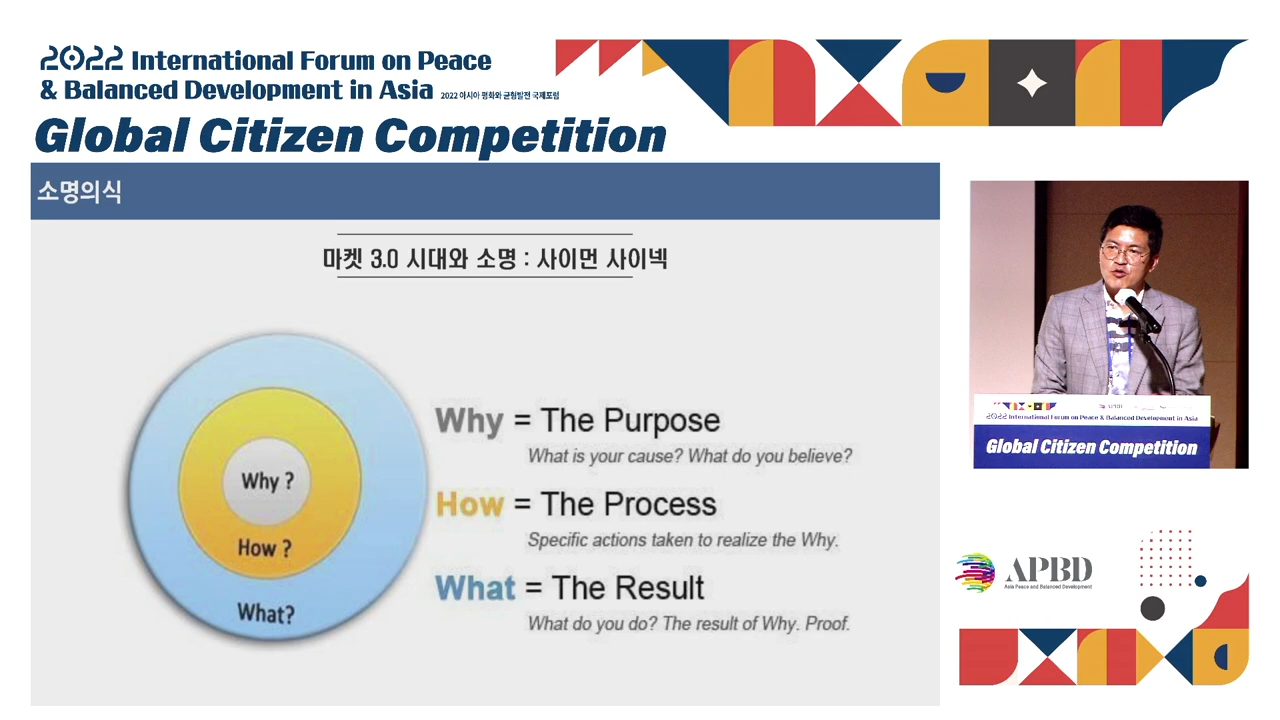 2022 International Forum on Peace
& Balanced Development in Asia 2022 아시아 평화와 균형발전 국제포럼
Global Citizen Competition
소명의식
마켓 3.0 시대와 소명 : 사이먼 사이넥
Why ?
How ?
What?
Why = The Purpose
What is your cause? What do you believe?
How = The Process
Specific actions taken to realize the Why.
What = The Result
What do you do? The result of Why. Proof.
2022 International Forum on Peace & Balanced Development in Asia
Global Citizen Competition
APBD
Asia Peace and Balanced Development